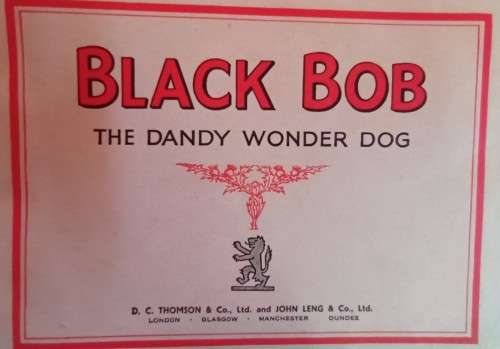 BLACK BOB
THE DANDY WONDER DOG
D. C. THOMSON & Co., Ltd. and JOHN LENG & Co., Ltd.
LONDON · GLASGOW · MANCHESTER DUNDEE